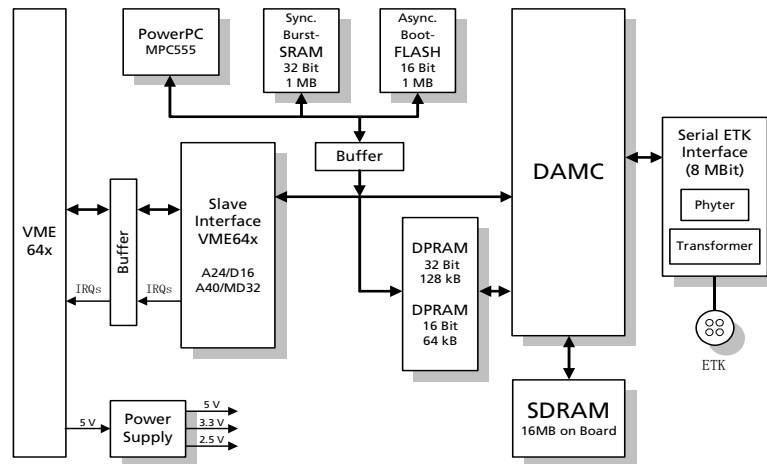 PowerPC
MPC555
Sync.
Burst-
SRAM
32 Bit
1 MB
Async.
Boot-
FLASH
16 Bit
1 MB
Buffer
DAMC
Serial ETK
Interface
(8 MBit)
Phyter
Transformer
ETK
VME
64x
Buffer
IRQs
IRQs
Slave
Interface
VME64x
A24/D16
A40/MD32
DPRAM
32 Bit
128 kB
DPRAM
16 Bit
64 kB
SDRAM
16MB on Board
5 V
Power
Supply
5 V
3.3 V
2.5 V